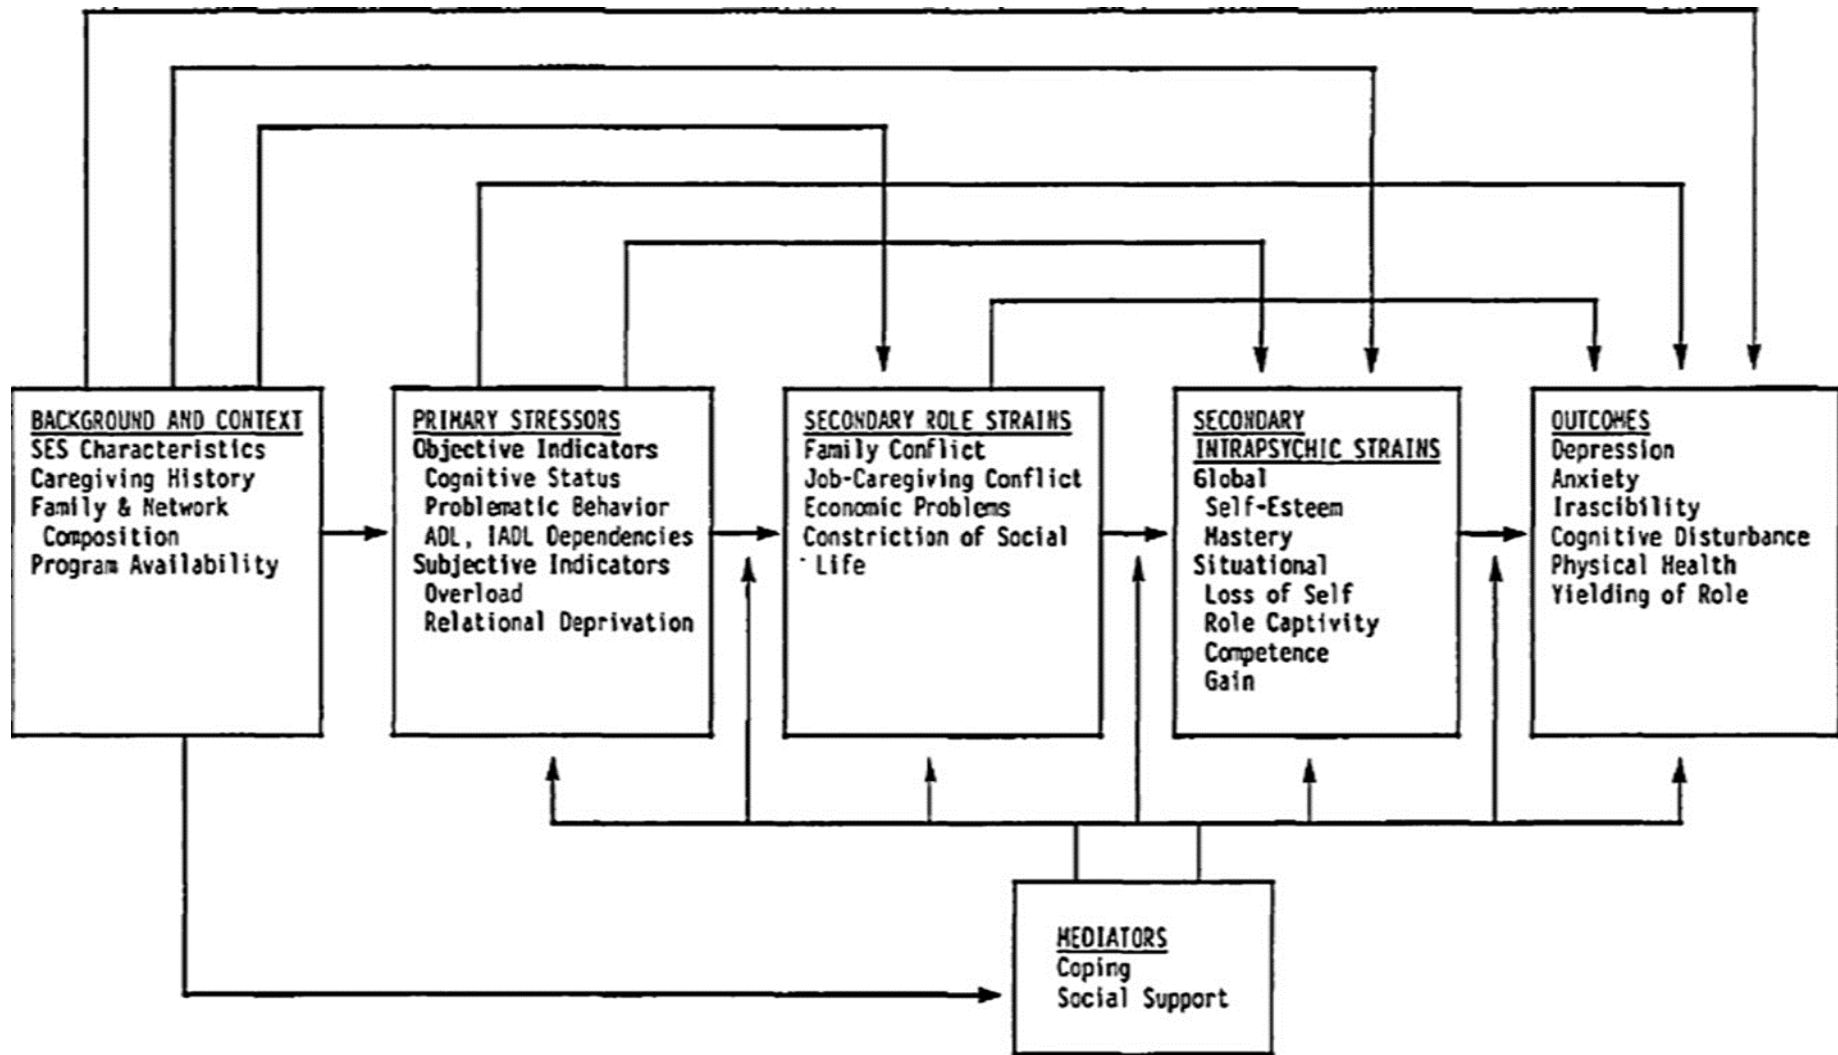 BACKGROUND AND CONTEXT
SES Characteristics
Caregiving History
Family & Network
Composition
Program Availability
PRIMARY STRESSORS
Objective Indicators
Cognitive Status
Problematic Behavior
ADL, IADL Dependencies
Subjective Indicators
Overload
Relational Deprivation
SECONDARY ROLE STRAINS
Family Conflict
Job-Caregiving Conflict
Economic Problems
Constriction of Social
Life
SECONDARY
INTRAPSYCHIC STRAINS
Global
Self-Esteem
Mastery
Situational
Loss of Self
Role Captivity
Competence
Gain
OUTCOMES
Depression
Anxiety
Irascibility
Cognitive Disturbance
Physical Health
Yielding of Role
MEDIATORS
Coping
Social Support